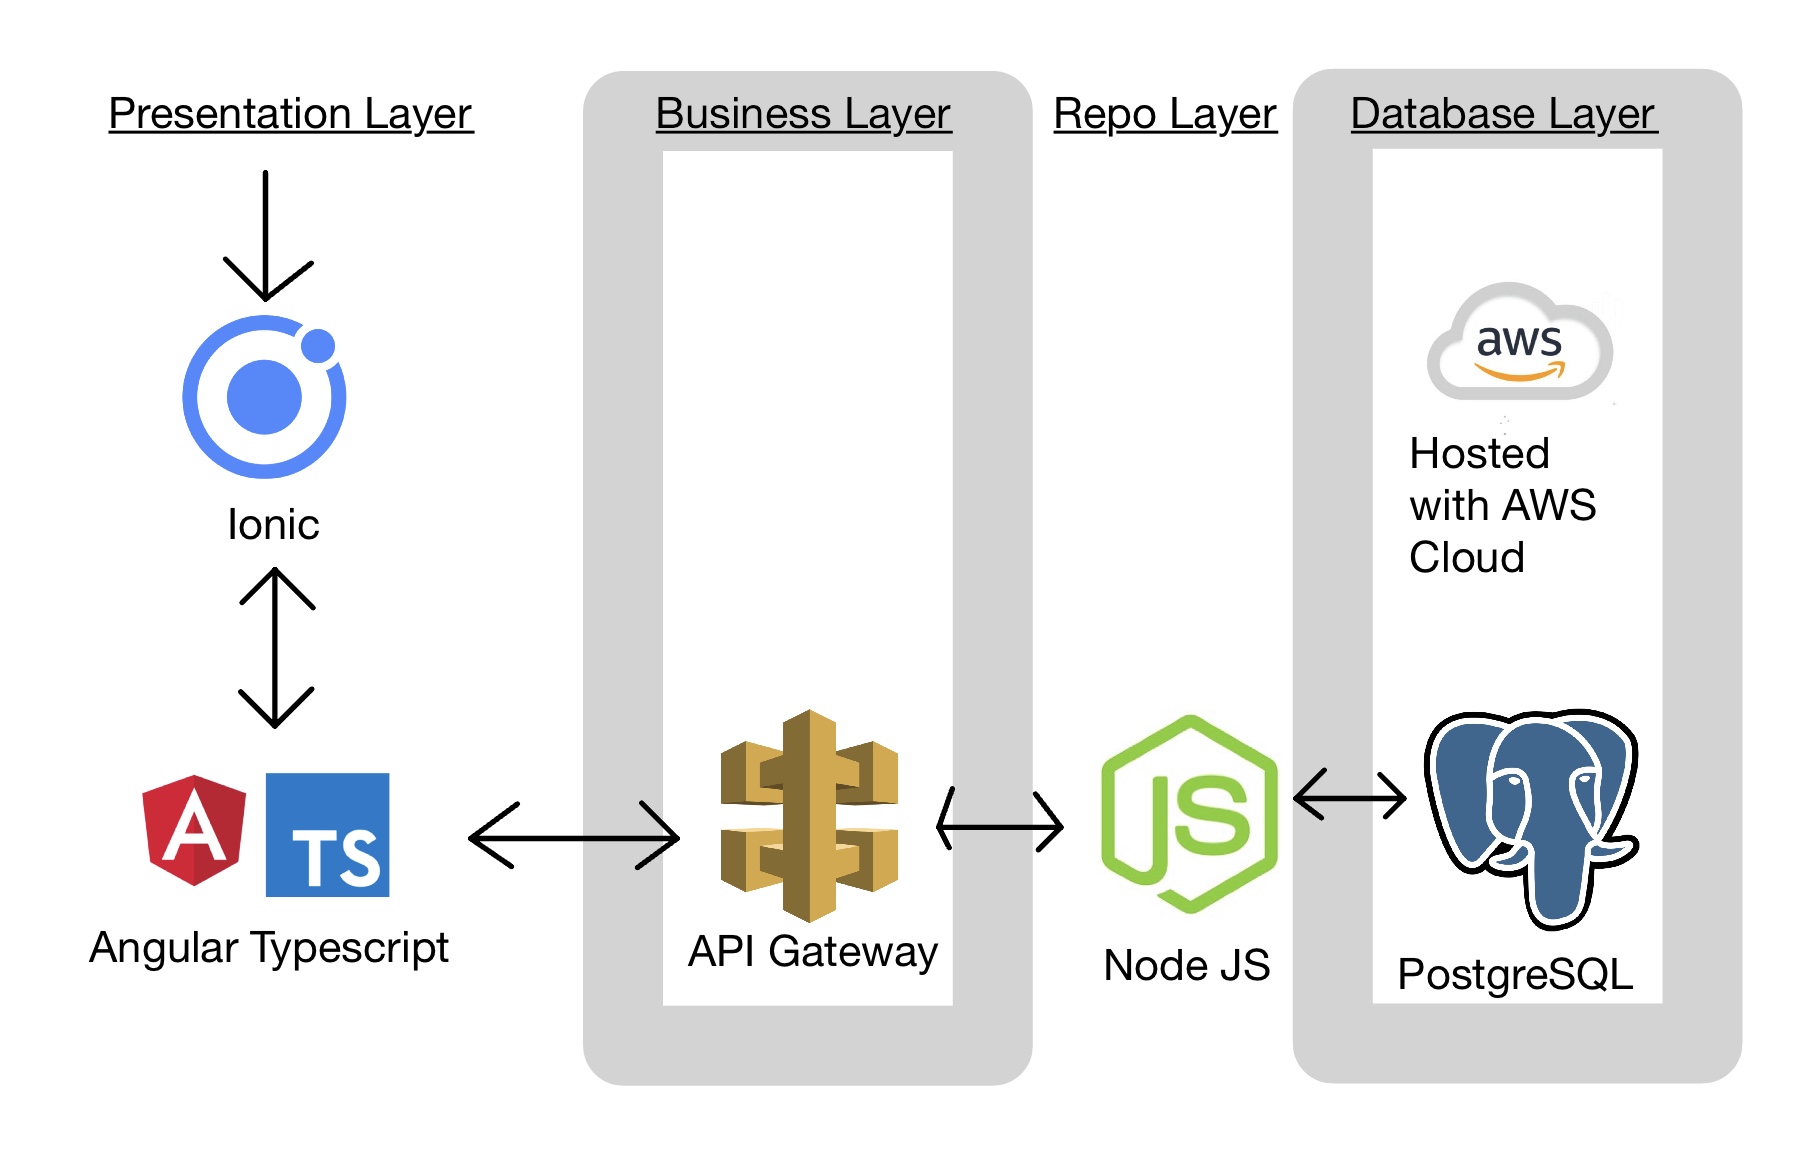 Presentation Layer
Business Layer
Repo Layer
Database Layer
aws
Hosted
with AWS
Cloud
Ionic
A
TS
JS
Angular Typescript
API Gateway
Node JS
PostgreSQL